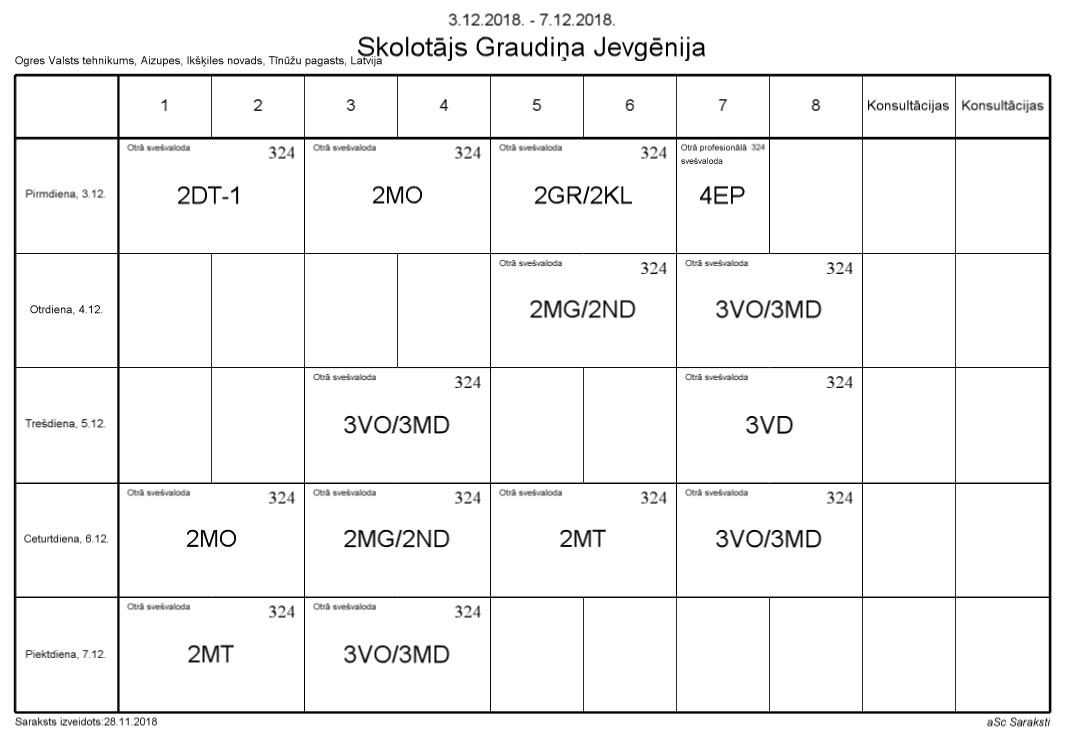 3.12.2018. - 7.12.2018.
Skolotājs Graudiņa Jevgēnija
Ogres Valsts tehnikums, Aizupes, Ikšķiles novads, Tīnūžu pagasts, Latvija
1 2 3 4 5 6 7 8 Konsultācijas Konsultācijas
Otrā svešvaloda 324 Otrā svešvaloda 324 Otrā svešvaloda 324 Otrā profesionālā 324
svešvaloda
Pirmdiena, 3.12. 2DT-1 2MO 2GR/2KL 4EP
Otrā svešvaloda 324 Otrā svešvaloda 324
Otrdiena, 4.12. 2MG/2ND 3VO/3MD
Otrā svešvaloda 324 Otrā svešvaloda 324
Trešdiena, 5.12. 3VO/3MD 3VD
Otrā svešvaloda 324 Otrā svešvaloda 324 Otrā svešvaloda 324 Otrā svešvaloda 324
Ceturtdiena, 6.12. 2MO 2MG/2ND 2MT 3VO/3MD
Otrā svešvaloda 324 Otrā svešvaloda 324
Piektdiena, 7.12. 2MT 3VO/3MD
Saraksts izveidots:28.11.2018 aSc Saraksti